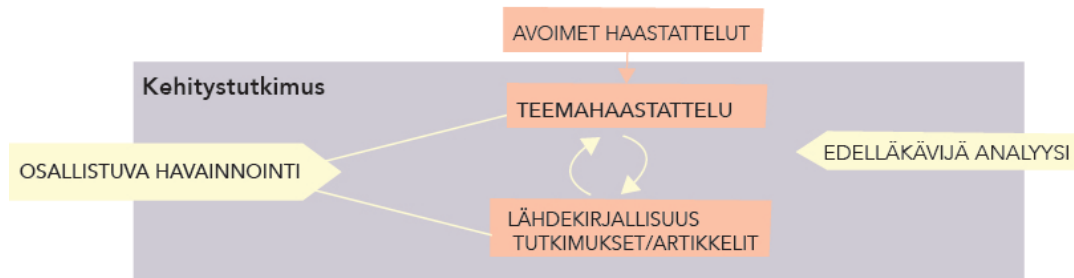 AVOIMET HAASTATTELUT
Kehitystutkimus
TEEMAHAASTATTELU
OSALLISTUVA HAVAINNOINTI
EDELLÄKÄVIJÄ ANALYYSI
LÄHDEKIRJALLISUUS
TUTKIMUKSET/ARTIKKELIT